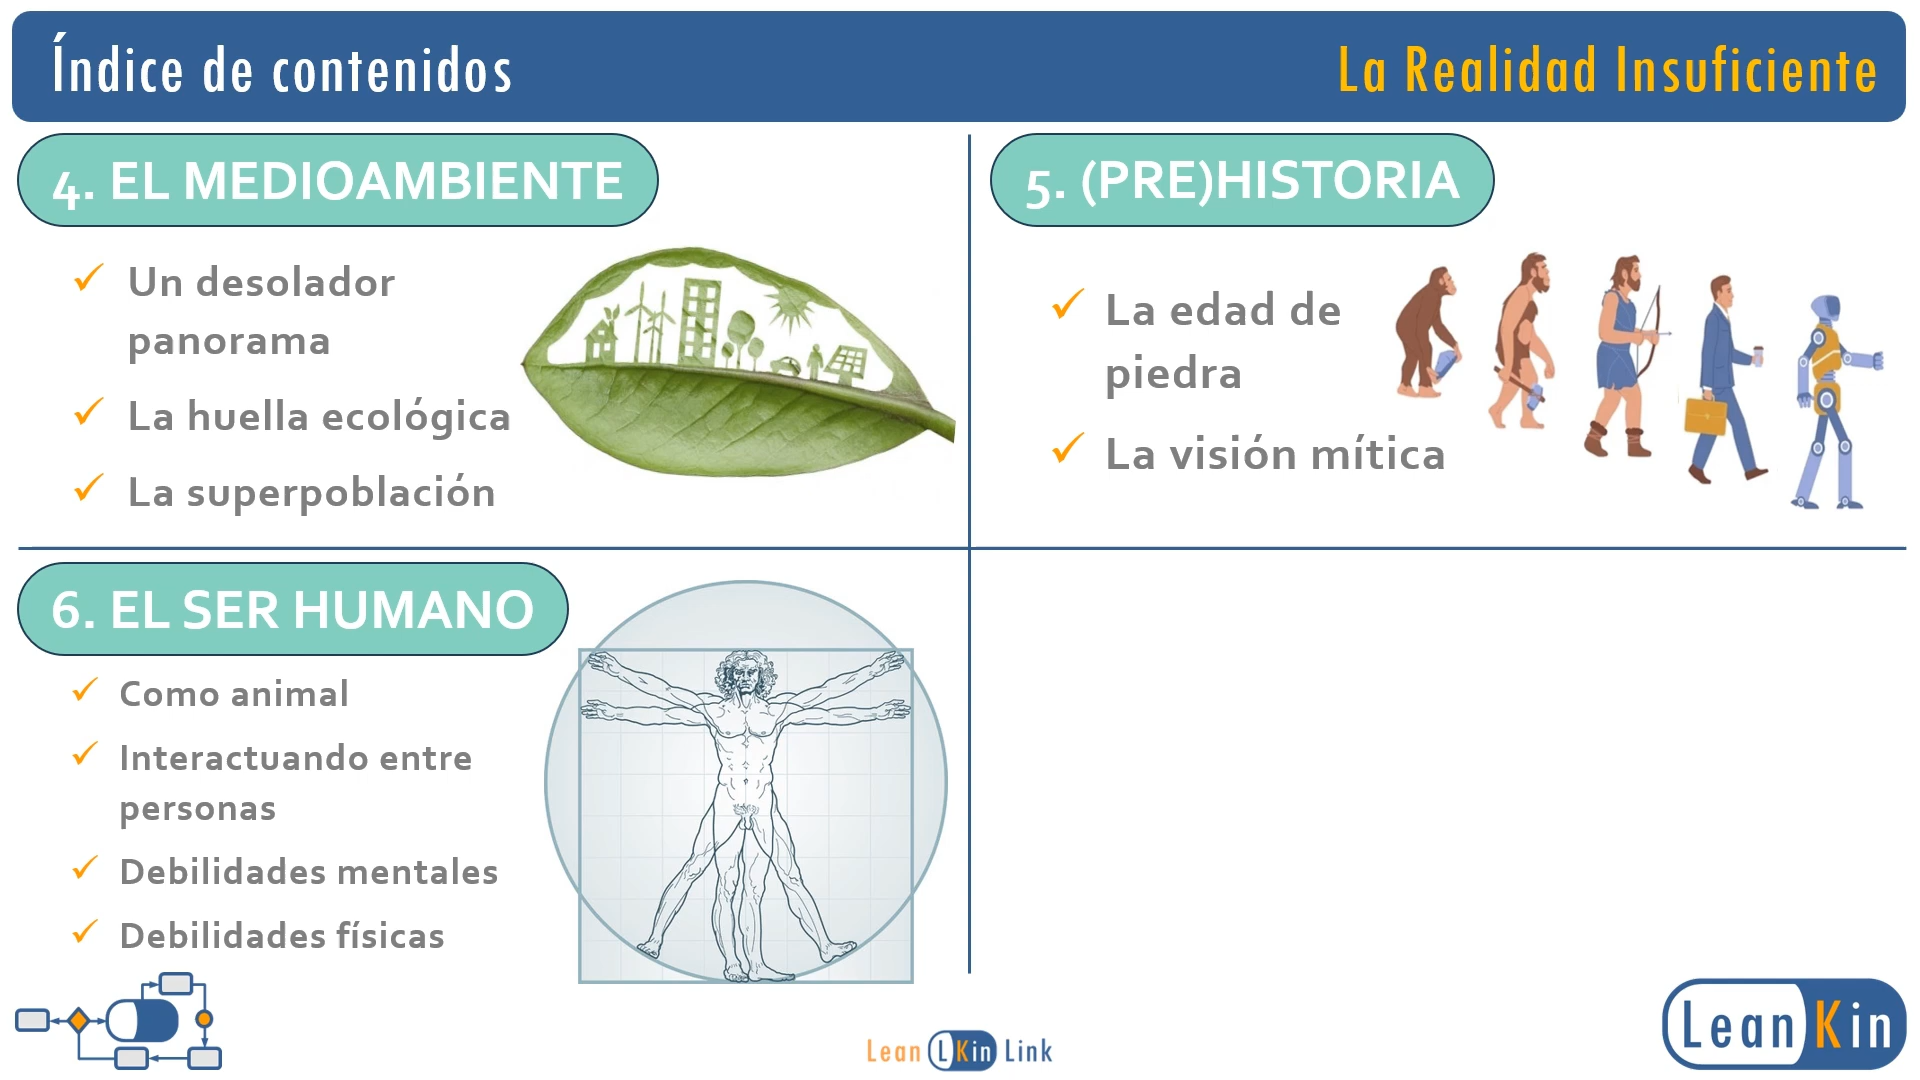 Índice de contenidos
La Realidad Insuficiente
4. EL MEDIOAMBIENTE
Un desolador
panorama
La huella ecológica
La superpoblación
5. (PRE)HISTORIA
La edad de
piedra
La visión mítica
6. EL SER HUMANO
Como animal
Interactuando entre
personas
Debilidades mentales
Debilidades físicas
Lean LKin Link
Lean Kin